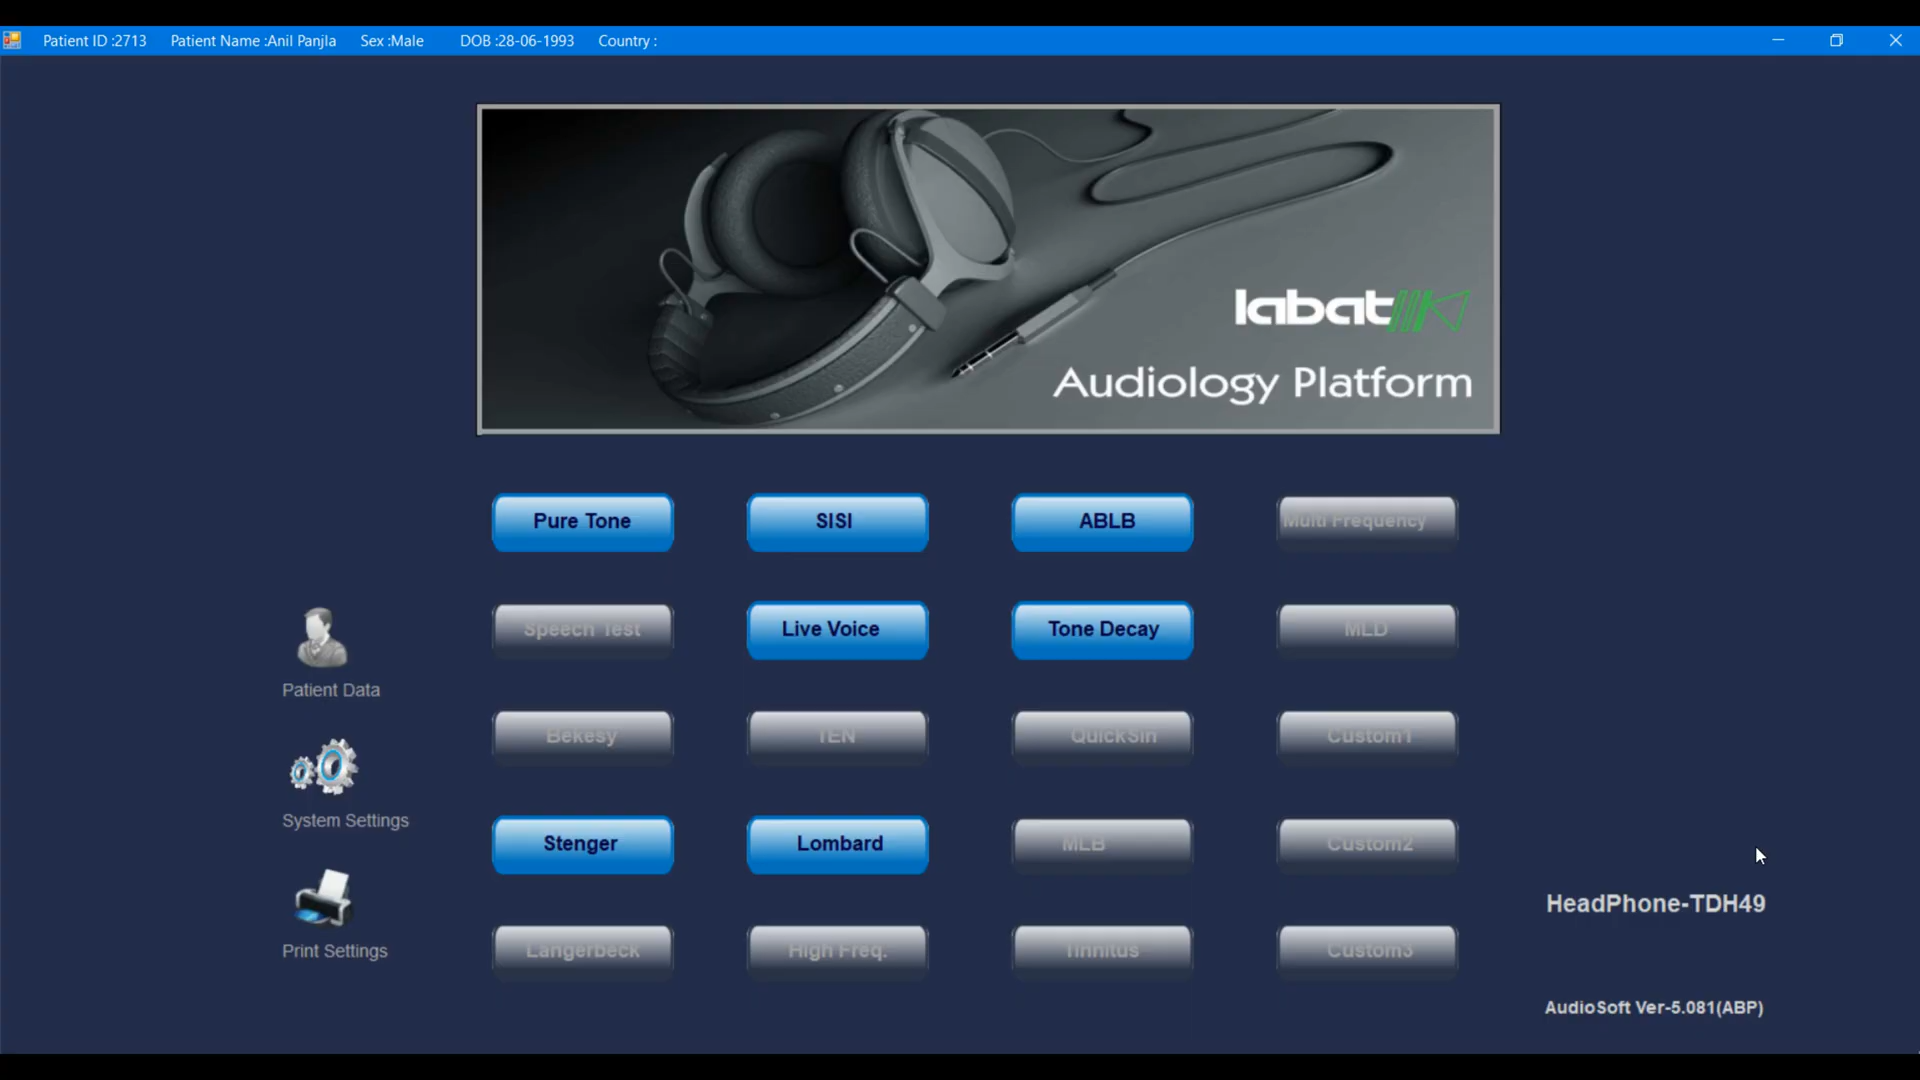 Patient ID :2713 Patient Name :Anil Panjla Sex :Male DOB :28-06-1993 Country :
labat
Audiology Platform
Pure Tone SISI ABLB Multi Frequency
Speech Test Live Voice Tone Decay MLD
Patient Data
Bekesy TEN QuickSin Custom1
System Settings
Stenger Lombard MLB Custom2
HeadPhone-TDH49
Print Settings
Langerbeck High Freq. Tinnitus Custom3
AudioSoft Ver-5.081(ABP)